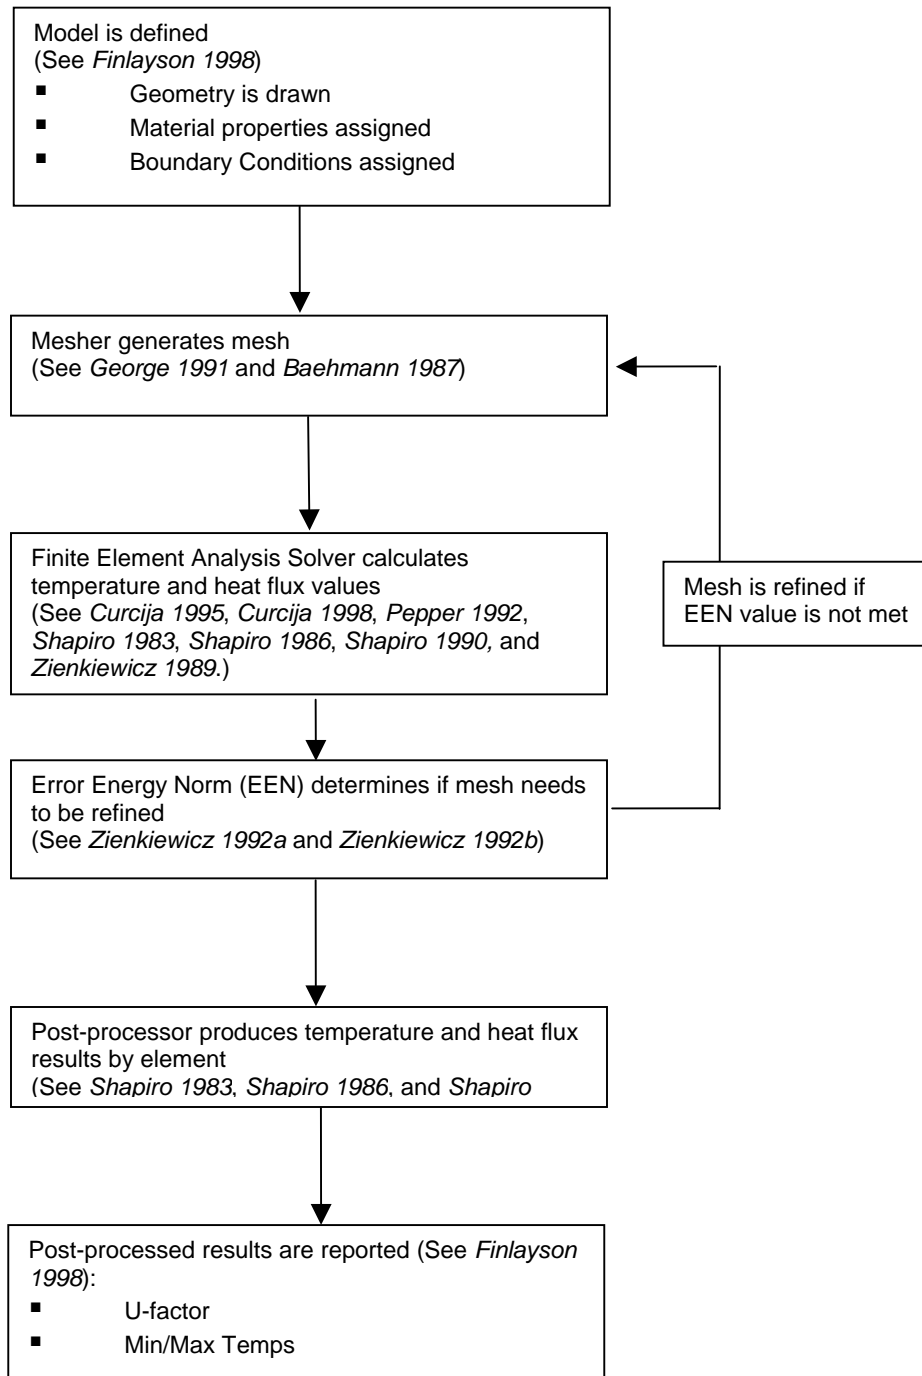 Model is defined
(See Finlayson 1998)
▪ Geometry is drawn
▪ Material properties assigned
▪ Boundary Conditions assigned
Mesher generates mesh
(See George 1991 and Baehmann 1987)
Finite Element Analysis Solver calculates
temperature and heat flux values
(See Curcija 1995, Curcija 1998, Pepper 1992,
Shapiro 1983, Shapiro 1986, Shapiro 1990, and
Zienkiewicz 1989.)
Mesh is refined if
EEN value is not met
Error Energy Norm (EEN) determines if mesh needs
to be refined
(See Zienkiewicz 1992a and Zienkiewicz 1992b)
Post-processor produces temperature and heat flux
results by element
(See Shapiro 1983, Shapiro 1986, and Shapiro
Post-processed results are reported (See Finlayson
1998):
▪ U-factor
▪ Min/Max Temps